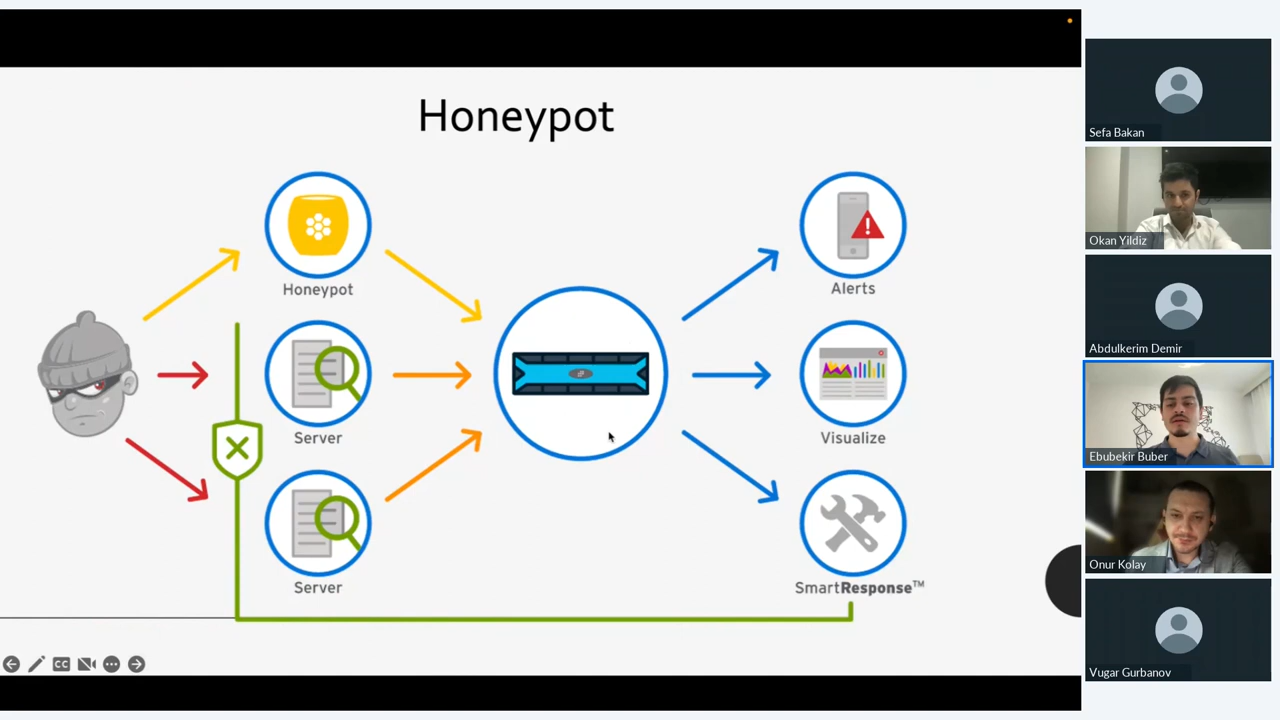 Honeypot
Honeypot
Server
Server
Alerts
Visualize
SmartResponse™
CC
Sefa Bakan
Okan Yildiz
Abdulkerim Demir
Ebubekir Buber
Onur Kolay
Vugar Gurbanov